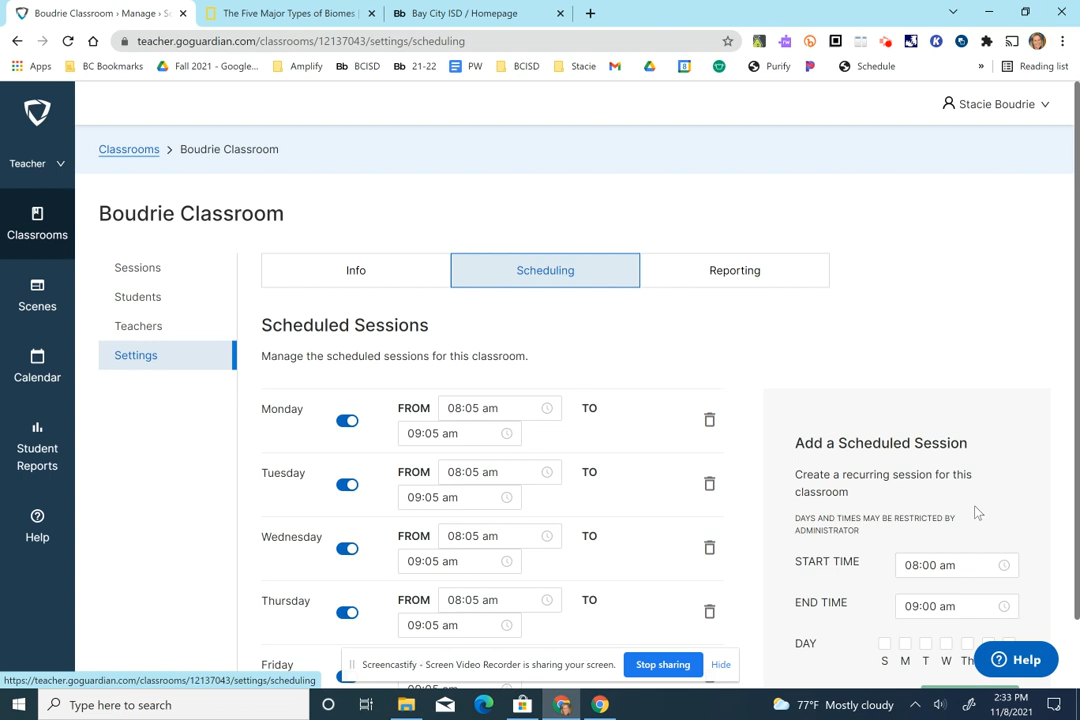 Boudrie Classroom › Manage › Se
The Five Major Types of Biomes |
Bb Bay City ISD / Homepage
teacher.goguardian.com/classrooms/12137043/settings/scheduling
Apps BC Bookmarks Fall 2021 - Google... Amplify Bb BCISD Bb 21-22 PW BCISD Stacie Purify Schedule » Reading list
Stacie Boudrie
Teacher
Classrooms
Scenes
Calendar
Student
Reports
Help
Classrooms > Boudrie Classroom
Boudrie Classroom
Sessions
Students
Teachers
Settings
Info Scheduling Reporting
Scheduled Sessions
Manage the scheduled sessions for this classroom.
Monday FROM 08:05 am TO
09:05 am
Tuesday FROM 08:05 am TO
09:05 am
Wednesday FROM 08:05 am TO
09:05 am
Thursday FROM 08:05 am TO
09:05 am
Friday
Add a Scheduled Session
Create a recurring session for this
classroom
DAYS AND TIMES MAY BE RESTRICTED BY
ADMINISTRATOR
START TIME 08:00 am
END TIME 09:00 am
DAY
S M T W Th
Help
Screencastify - Screen Video Recorder is sharing your screen. Stop sharing Hide
https://teacher.goguardian.com/classrooms/12137043/settings/scheduling
Type here to search
77°F Mostly cloudy
2:33 PM
11/8/2021